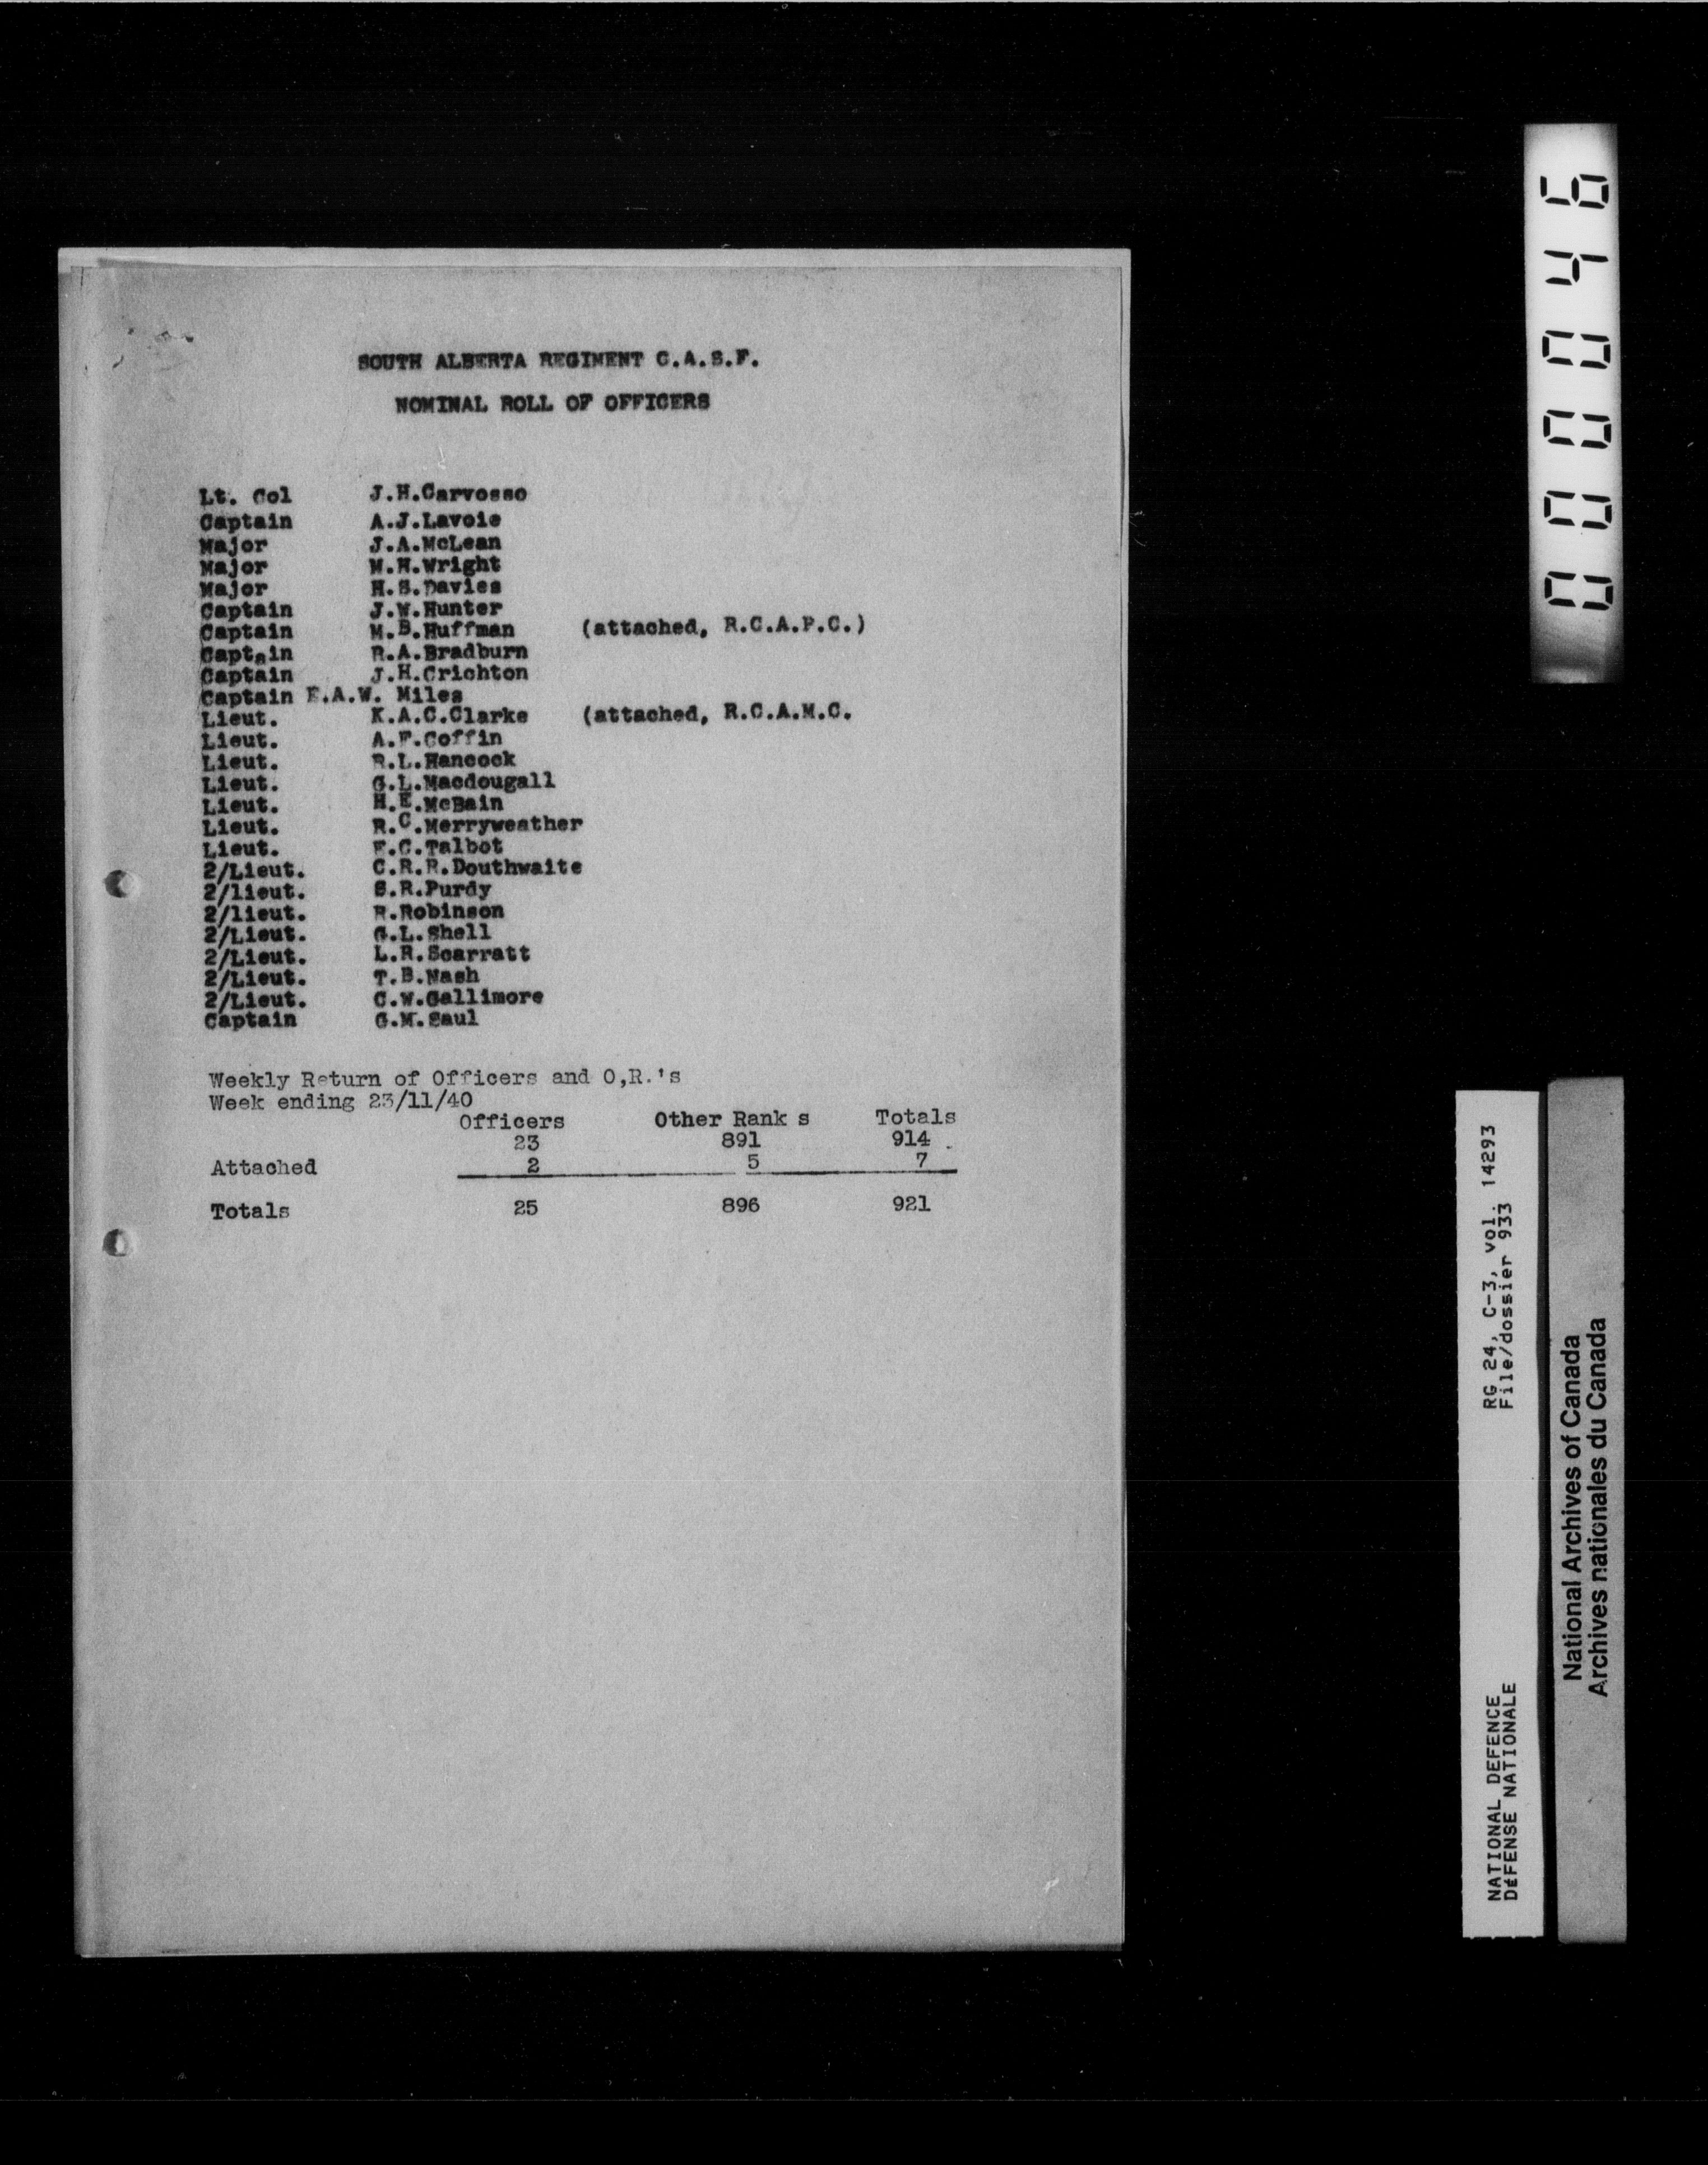 SOUTH ALBERTA REGIMENT C.A.S.F.
NOMINAL ROLL OF OFFICERS
Lt. Col J.H.Carvosso
Captain A.J.Lavoie
Major J.A.McLean
Major M.H.Wright
Major H.S.Davies
Captain J.W.Hunter
Captain M.B.Huffman (attached, R.C.A.P.C.)
Captain R.A.Bradburn
Captain J.H.Crichton
Captain E.A.W. Miles
Lieut. K.A.C.Clarke (attached, R.C.A.M.C.
Lieut. A.F.Coffin
Lieut. R.L.Hancock
Lieut. G.L.Macdougall
Lieut. H.E.McBain
Lieut. R.C.Merryweather
Lieut. F.C.Talbot
2/Lieut. C.R.R.Douthwaite
2/lieut. S.R.Purdy
2/lieut. R.Robinson
2/Lieut. G.L.Shell
2/Lieut. L.R.Scarratt
2/Lieut. T.B.Nash
2/Lieut. C.W.Gallimore
Captain G.M.Saul
Weekly Return of Officers and O,R.'s
Week ending 23/11/40
Officers Other Rank s Totals
23 891 914
Attached 2 5 7
Totals 25 896 921
000046
RG 24, C-3, vol. 14293
File/dossier 933
NATIONAL DEFENCE
DÉFENSE NATIONALE
National Archives of Canada
Archives nationales du Canada